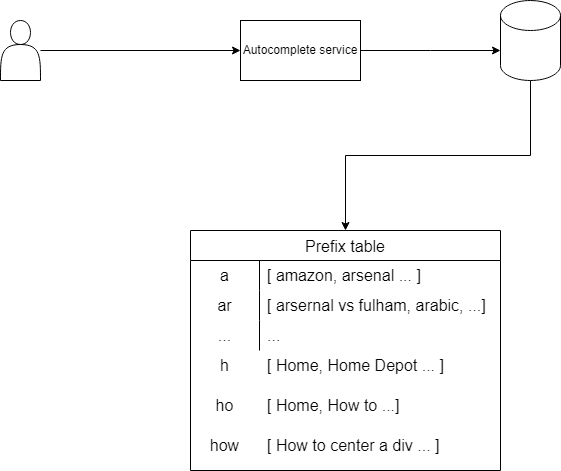 Autocomplete service
Prefix table
a [ amazon, arsenal ... ]
ar [ arsernal vs fulham, arabic, ...]
... ...
h [ Home, Home Depot ... ]
ho [ Home, How to ...]
how [ How to center a div ... ]